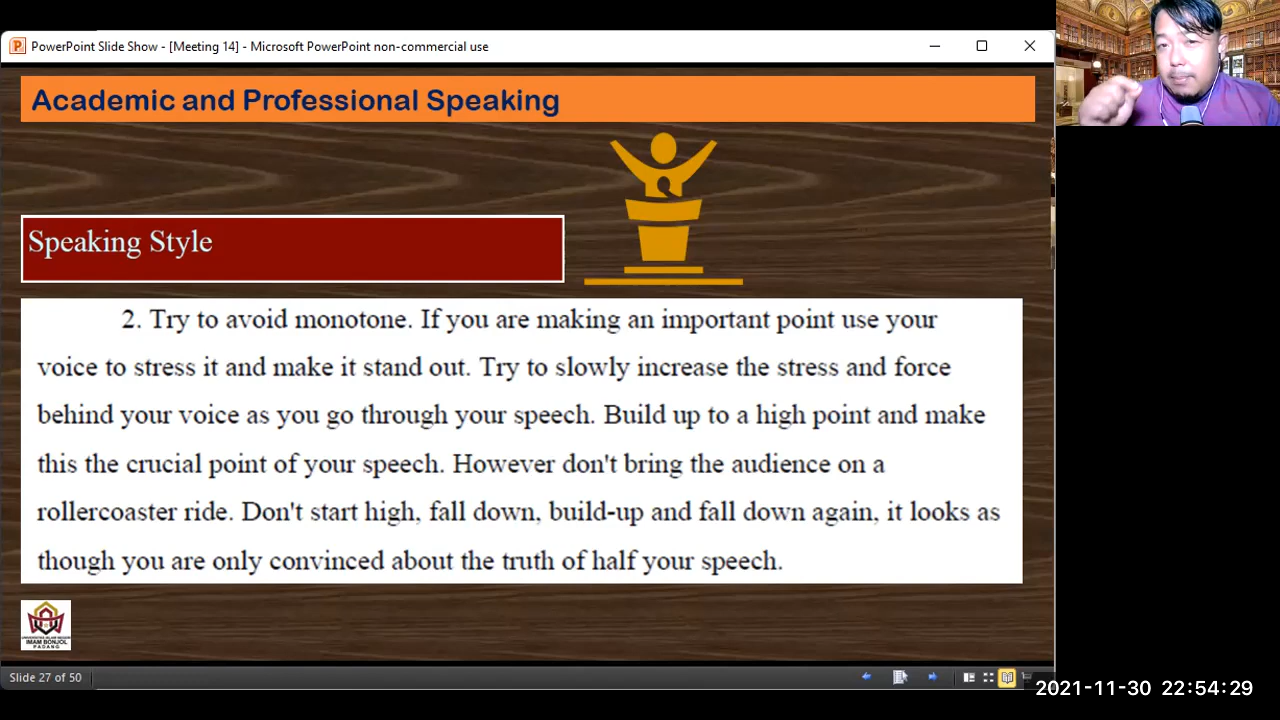 PowerPoint Slide Show - [Meeting 14] - Microsoft PowerPoint non-commercial use
Academic and Professional Speaking
Speaking Style
2. Try to avoid monotone. If you are making an important point use your
voice to stress it and make it stand out. Try to slowly increase the stress and force
behind your voice as you go through your speech. Build up to a high point and make
this the crucial point of your speech. However don't bring the audience on a
rollercoaster ride. Don't start high, fall down, build-up and fall down again, it looks as
though you are only convinced about the truth of half your speech.
IMAM BONJOL
PADANG
Slide 27 of 50
2021-11-30 22:54:29